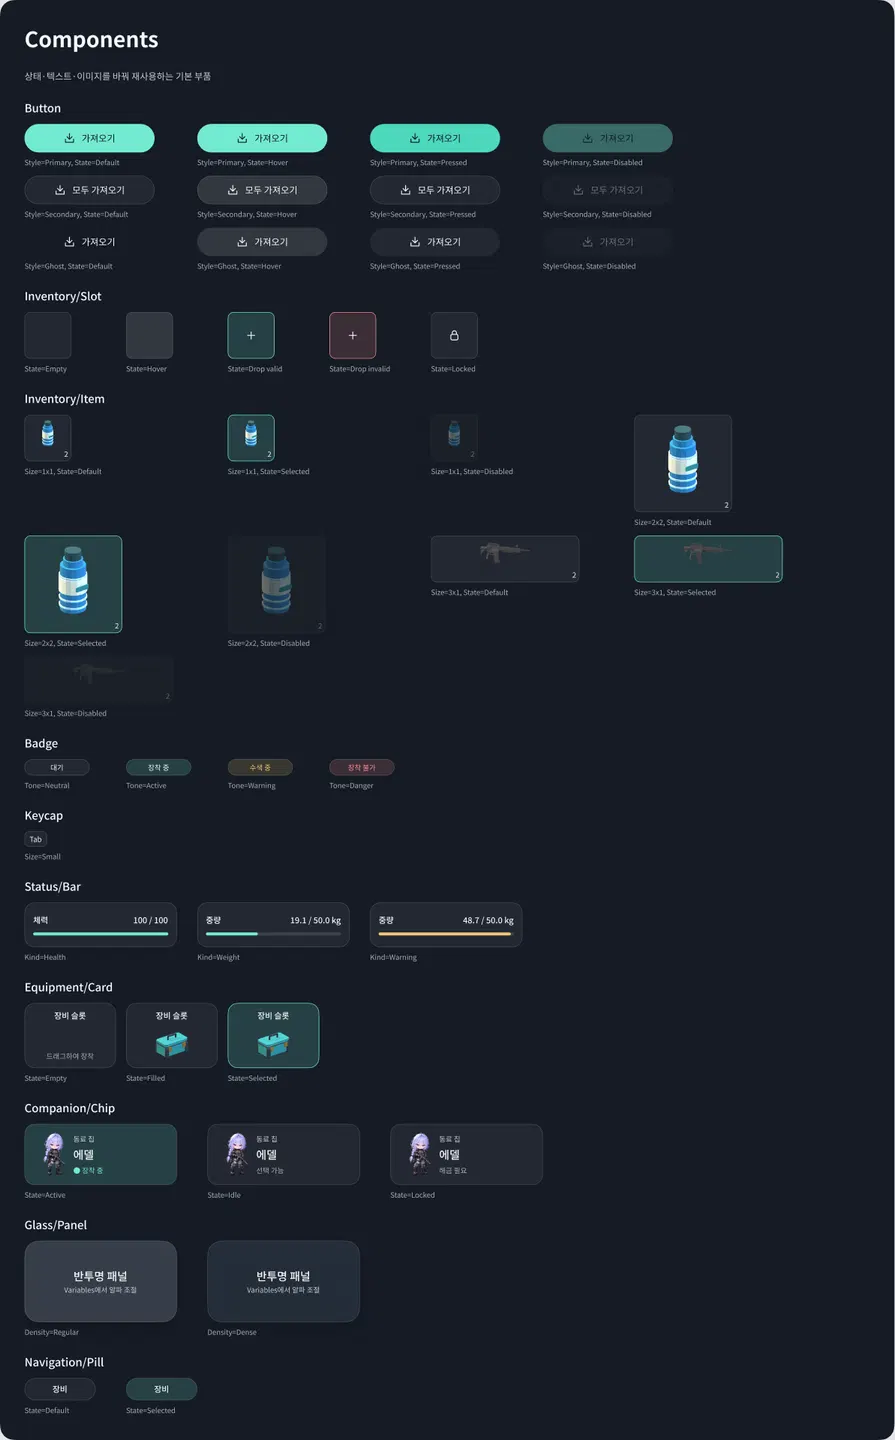 Components
상태·텍스트·이미지를 바꿔 재사용하는 기본 부품
Button
가져오기
가져오기
가져오기
가져오기
Style=Primary, State=Default
Style=Primary, State=Hover
Style=Primary, State=Pressed
Style=Primary, State=Disabled
모두 가져오기
모두 가져오기
모두 가져오기
모두 가져오기
Style=Secondary, State=Default
Style=Secondary, State=Hover
Style=Secondary, State=Pressed
Style=Secondary, State=Disabled
가져오기
가져오기
가져오기
가져오기
Style=Ghost, State=Default
Style=Ghost, State=Hover
Style=Ghost, State=Pressed
Style=Ghost, State=Disabled
Inventory/Slot
State=Empty
State=Hover
State=Drop valid
State=Drop invalid
State=Locked
Inventory/Item
2
2
2
2
Size=1x1, State=Default
Size=1x1, State=Selected
Size=1x1, State=Disabled
Size=2x2, State=Default
2
2
2
2
Size=3x1, State=Default
Size=3x1, State=Selected
Size=2x2, State=Selected
Size=2x2, State=Disabled
2
Size=3x1, State=Disabled
Badge
대기
장착 중
수색 중
장착 불가
Tone=Neutral
Tone=Active
Tone=Warning
Tone=Danger
Keycap
Tab
Size=Small
Status/Bar
체력 100 / 100
중량 19.1 / 50.0 kg
중량 48.7 / 50.0 kg
Kind=Health
Kind=Weight
Kind=Warning
Equipment/Card
장비 슬롯
장비 슬롯
장비 슬롯
드래그하여 장착
State=Empty
State=Filled
State=Selected
Companion/Chip
동료 칩
에델
장착 중
동료 칩
에델
선택 가능
동료 칩
에델
해금 필요
State=Active
State=Idle
State=Locked
Glass/Panel
반투명 패널
Variables에서 알파 조절
반투명 패널
Variables에서 알파 조절
Density=Regular
Density=Dense
Navigation/Pill
장비
장비
State=Default
State=Selected